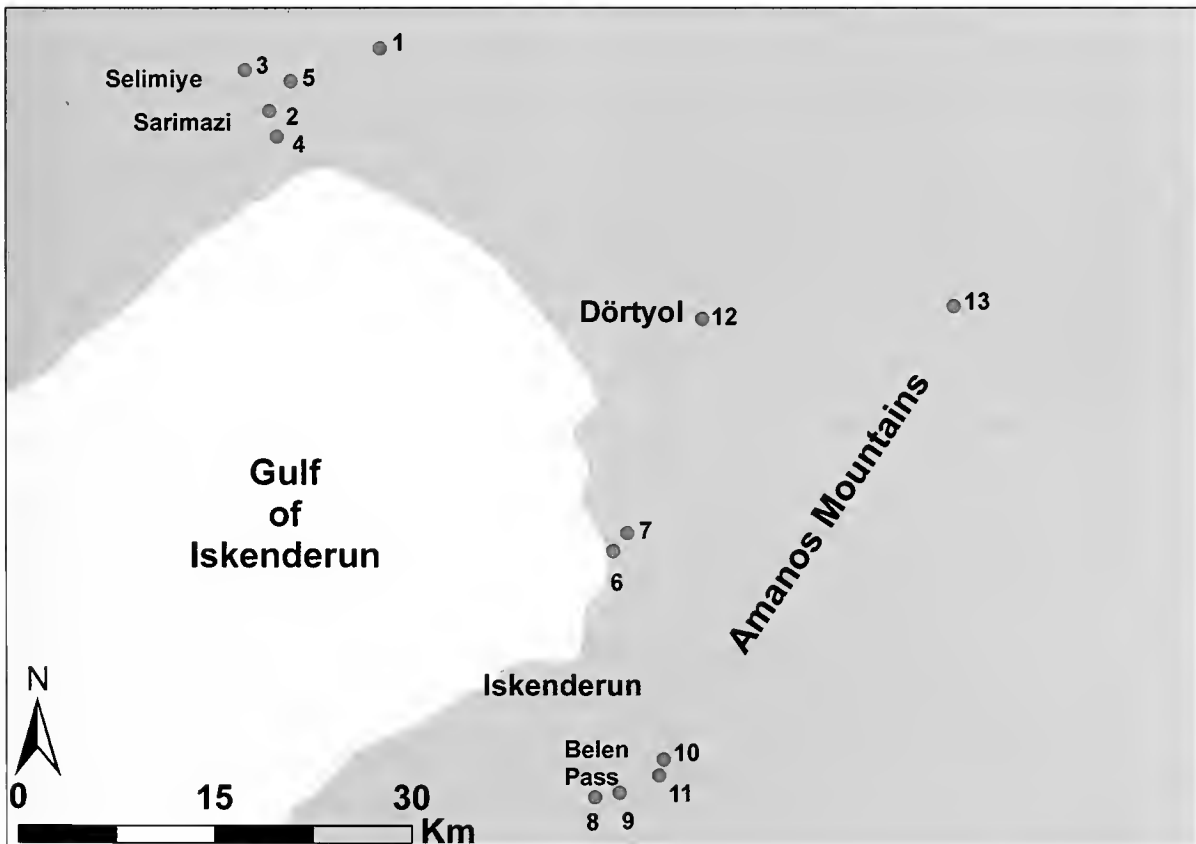 1
3
Selimiye
5
2
Sarimazi
4
Dörtyol
12
13
Amanos Mountains
Gulf
of
Iskenderun
7
6
N
Iskenderun
Belen
Pass
10
11
8
9
0
15
30
Km